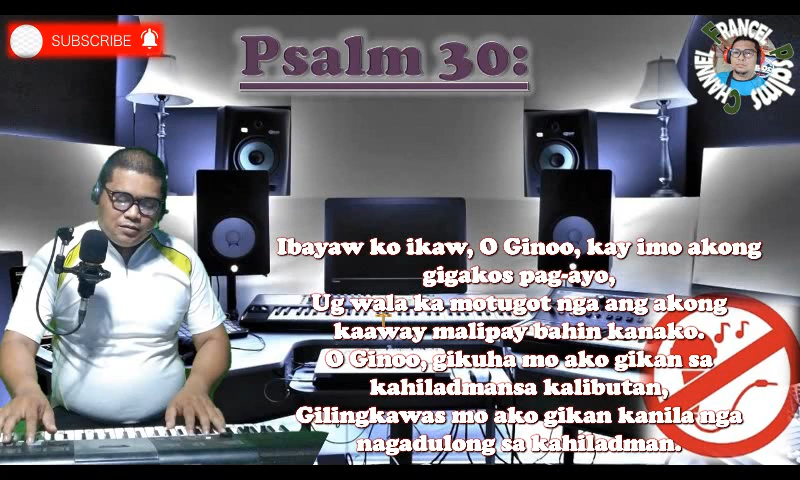 SUBSCRIBE
Psalm 30:
FRANCEL Psalms CHANNEL
Ibayaw ko ikaw, O Ginoo, kay imo akong
gigakos pag-ayo,
Ug wala ka motugot nga ang akong
kaaway malipay bahin kanako.
O Ginoo, gikuha mo ako gikan sa
kahiladmansa kalibutan,
Gilingkawas mo ako gikan kanila nga
nagadulong sa kahiladman.